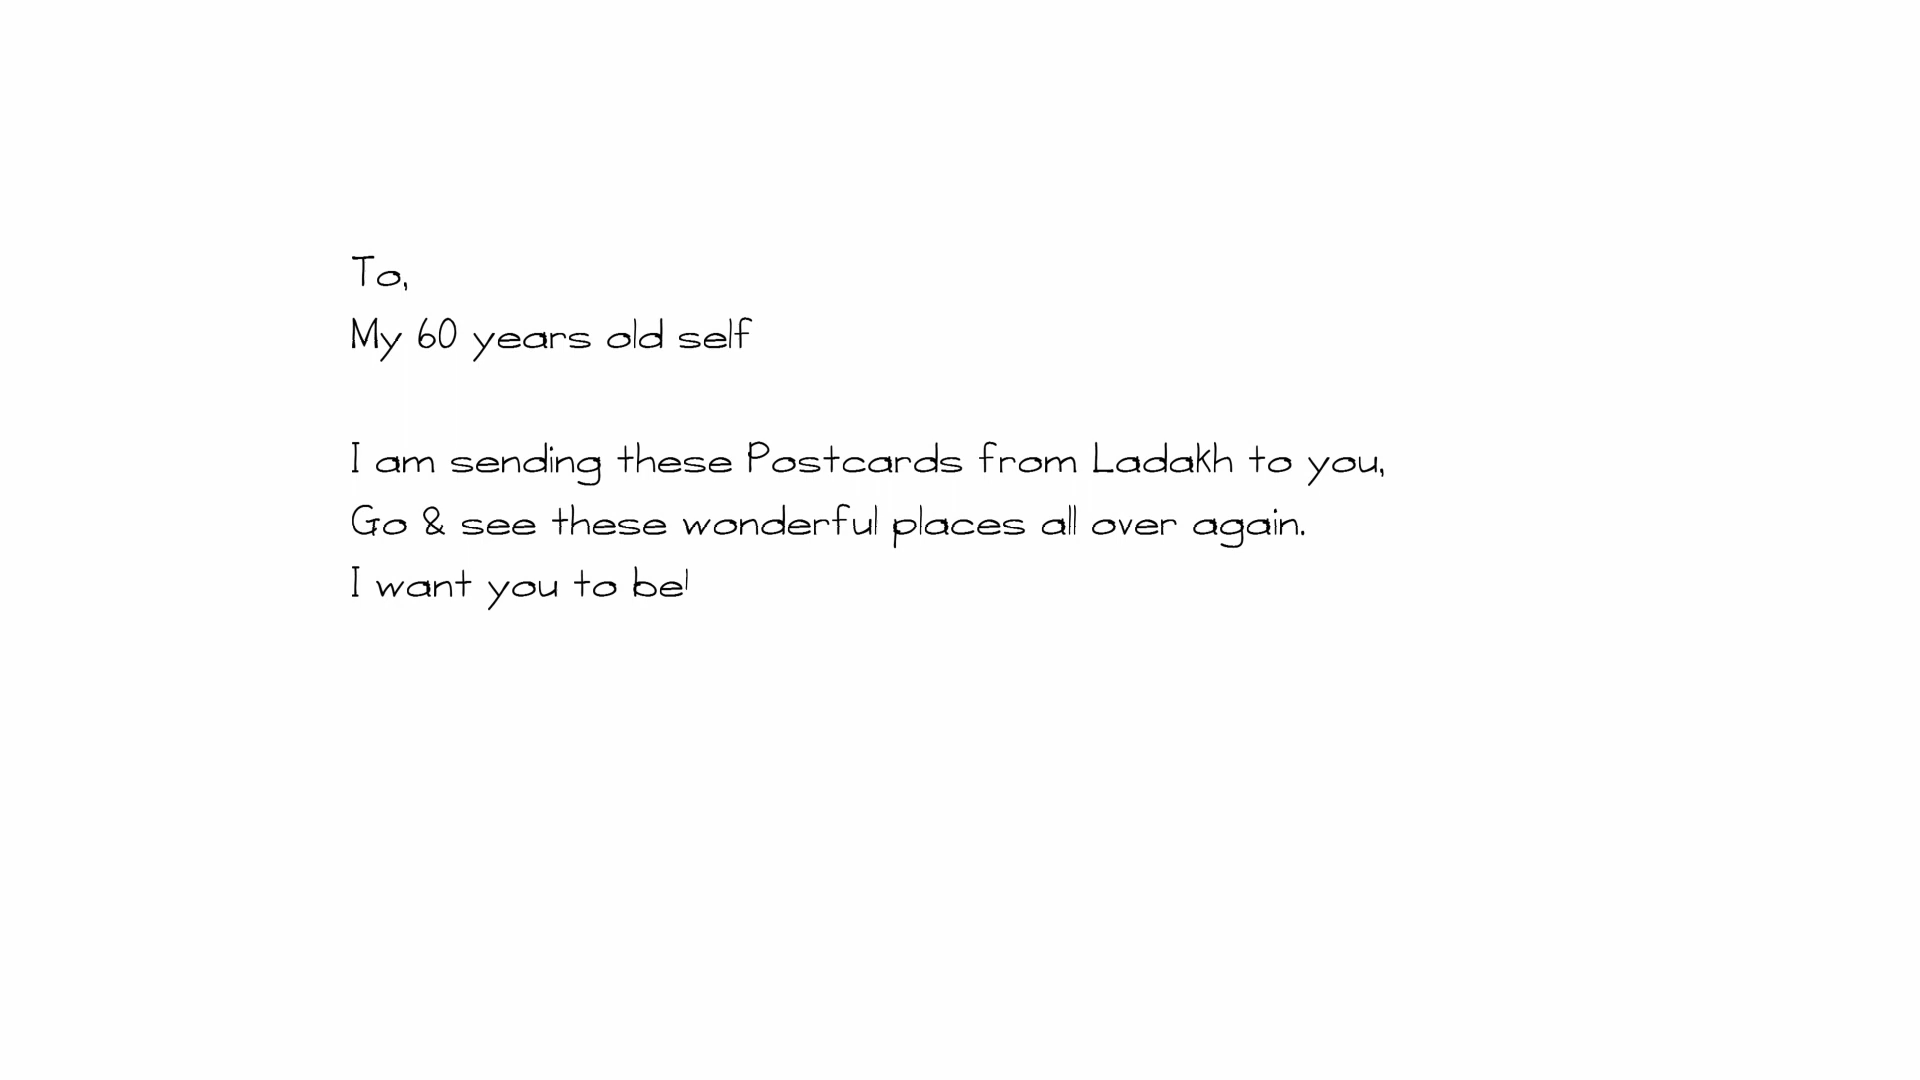 To,
My 60 years old self
I am sending these Postcards from Ladakh to you,
Go & see these wonderful places all over again.
I want you to bel